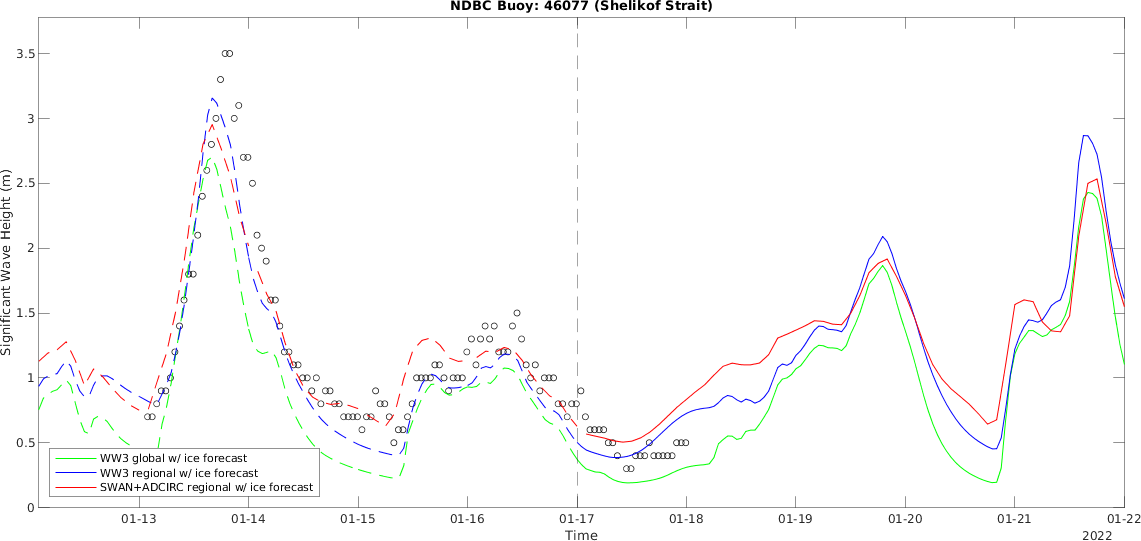 NDBC Buoy: 46077 (Shelikof Strait)
Significant Wave Height (m)
3.5
3
2.5
2
1.5
1
0.5
0
WW3 global w/ ice forecast
WW3 regional w/ ice forecast
SWAN+ADCIRC regional w/ ice forecast
01-13 01-14 01-15 01-16 01-17 01-18 01-19 01-20 01-21 01-22
Time
2022